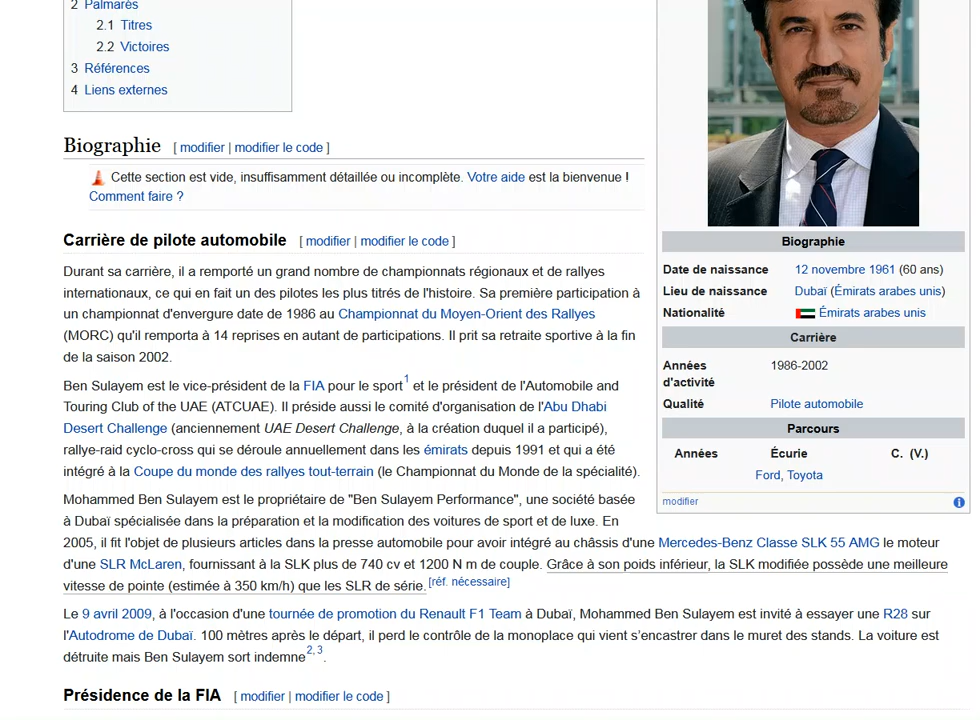 2 Palmarès
2.1 Titres
2.2 Victoires
3 Références
4 Liens externes
Biographie [ modifier | modifier le code ]
Cette section est vide, insuffisamment détaillée ou incomplète. Votre aide est la bienvenue !
Comment faire ?
Carrière de pilote automobile [ modifier | modifier le code ]
Durant sa carrière, il a remporté un grand nombre de championnats régionaux et de rallyes
internationaux, ce qui en fait un des pilotes les plus titrés de l'histoire. Sa première participation à
un championnat d'envergure date de 1986 au Championnat du Moyen-Orient des Rallyes
(MORC) qu'il remporta à 14 reprises en autant de participations. Il prit sa retraite sportive à la fin
de la saison 2002.
Ben Sulayem est le vice-président de la FIA pour le sport1 et le président de l'Automobile and
Touring Club of the UAE (ATCUAE). Il préside aussi le comité d'organisation de l'Abu Dhabi
Desert Challenge (anciennement UAE Desert Challenge, à la création duquel il a participé),
rallye-raid cyclo-cross qui se déroule annuellement dans les émirats depuis 1991 et qui a été
intégré à la Coupe du monde des rallyes tout-terrain (le Championnat du Monde de la spécialité).
Mohammed Ben Sulayem est le propriétaire de "Ben Sulayem Performance", une société basée
à Dubaï spécialisée dans la préparation et la modification des voitures de sport et de luxe. En
2005, il fit l'objet de plusieurs articles dans la presse automobile pour avoir intégré au châssis d'une Mercedes-Benz Classe SLK 55 AMG le moteur
d'une SLR McLaren, fournissant à la SLK plus de 740 cv et 1200 N m de couple. Grâce à son poids inférieur, la SLK modifiée possède une meilleure
vitesse de pointe (estimée à 350 km/h) que les SLR de série.[réf. nécessaire]
Le 9 avril 2009, à l'occasion d'une tournée de promotion du Renault F1 Team à Dubaï, Mohammed Ben Sulayem est invité à essayer une R28 sur
l'Autodrome de Dubaï. 100 mètres après le départ, il perd le contrôle de la monoplace qui vient s'encastrer dans le muret des stands. La voiture est
détruite mais Ben Sulayem sort indemne2, 3.
Présidence de la FIA [ modifier | modifier le code ]
Biographie
Date de naissance 12 novembre 1961 (60 ans)
Lieu de naissance Dubaï (Émirats arabes unis)
Nationalité Émirats arabes unis
Carrière
Années
d'activité 1986-2002
Qualité Pilote automobile
Parcours
Années Écurie C. (V.)
Ford, Toyota
modifier